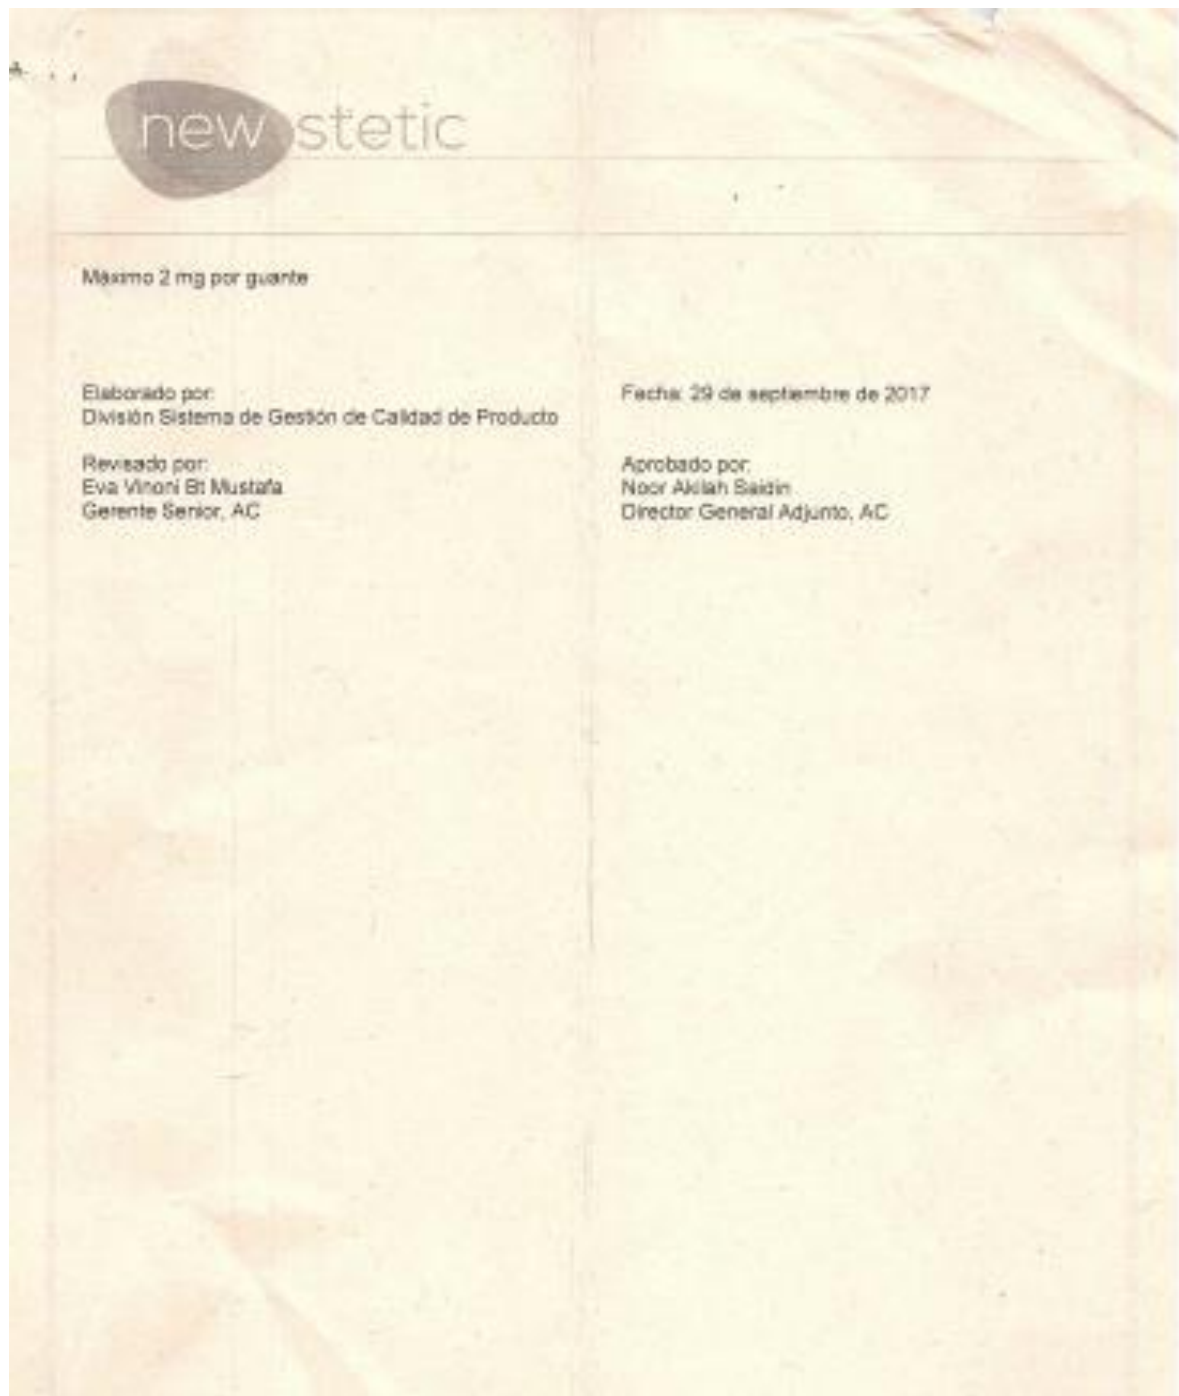 new stetic
Máximo 2 mg por guante
Elaborado por:
División Sistema de Gestión de Calidad de Producto
Fecha: 29 de septiembre de 2017
Revisado por:
Eva Vinoni Bt Mustafa
Gerente Senior, AC
Aprobado por:
Noor Akilah Saidin
Director General Adjunto, AC